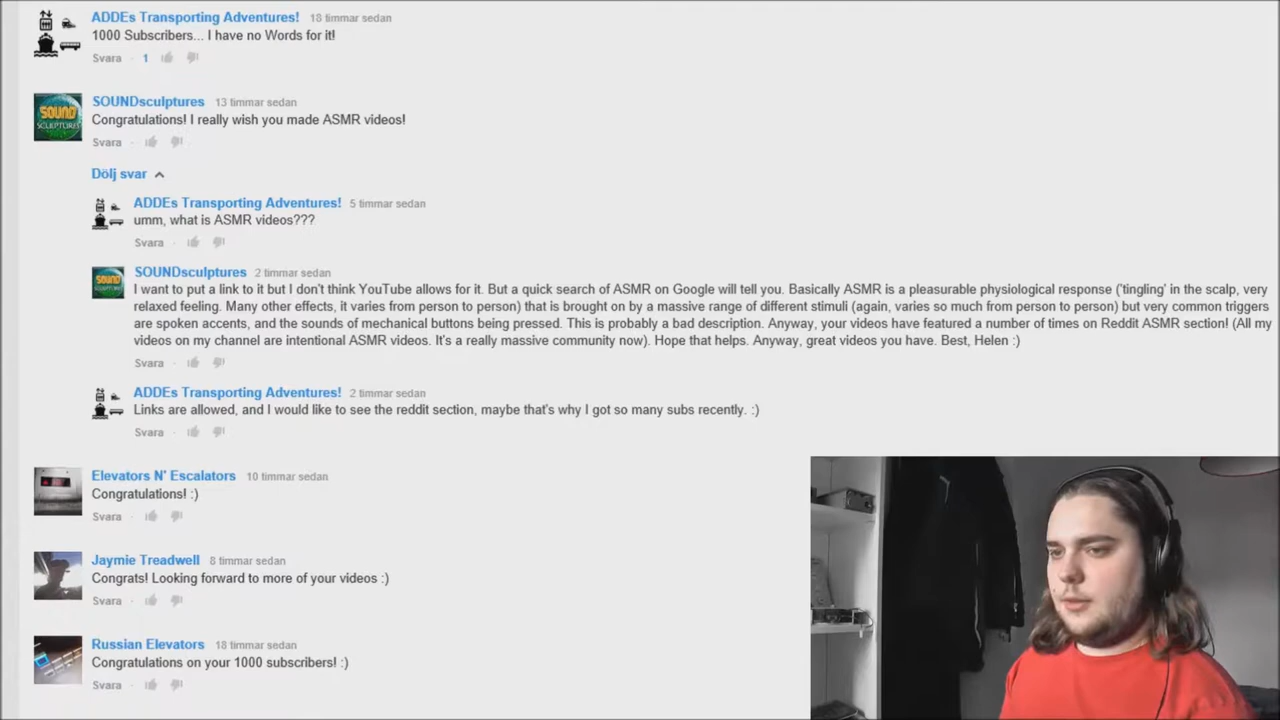 ADDEs Transporting Adventures! 18 timmar sedan
1000 Subscribers... I have no Words for it!
Svara · 1
SOUND
SCULPTURES
SOUNDsculptures 13 timmar sedan
Congratulations! I really wish you made ASMR videos!
Svara ·
Dölj svar
ADDEs Transporting Adventures! 5 timmar sedan
umm, what is ASMR videos???
Svara ·
SOUND
SOUNDsculptures 2 timmar sedan
I want to put a link to it but I don't think YouTube allows for it. But a quick search of ASMR on Google will tell you. Basically ASMR is a pleasurable physiological response ('tingling' in the scalp, very
relaxed feeling. Many other effects, it varies from person to person) that is brought on by a massive range of different stimuli (again, varies so much from person to person) but very common triggers
are spoken accents, and the sounds of mechanical buttons being pressed. This is probably a bad description. Anyway, your videos have featured a number of times on Reddit ASMR section! (All my
videos on my channel are intentional ASMR videos. It's a really massive community now). Hope that helps. Anyway, great videos you have. Best, Helen :)
Svara ·
ADDEs Transporting Adventures! 2 timmar sedan
Links are allowed, and I would like to see the reddit section, maybe that's why I got so many subs recently. :)
Svara ·
Elevators N' Escalators 10 timmar sedan
Congratulations! :)
Svara ·
Jaymie Treadwell 8 timmar sedan
Congrats! Looking forward to more of your videos :)
Svara ·
Russian Elevators 18 timmar sedan
Congratulations on your 1000 subscribers! :)
Svara ·